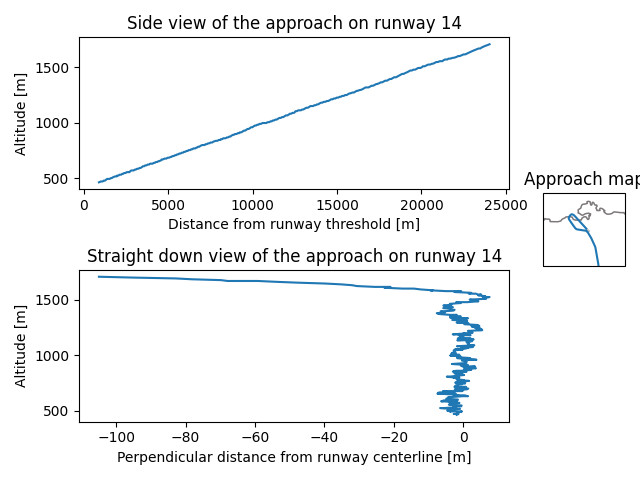 Side view of the approach on runway 14
Altitude [m]
1500
1000
500
0 5000 10000 15000 20000 25000
Distance from runway threshold [m]
Approach map
Straight down view of the approach on runway 14
Altitude [m]
1500
1000
500
−100 −80 −60 −40 −20 0
Perpendicular distance from runway centerline [m]